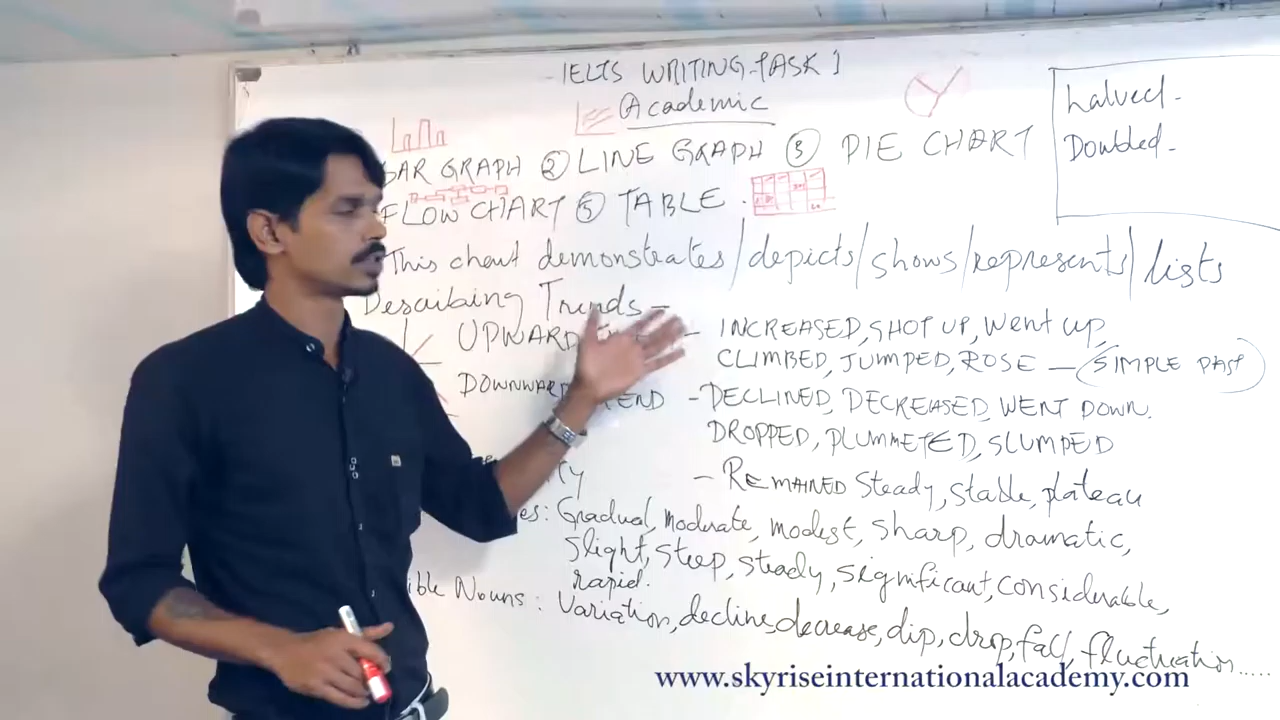 IELTS WRITING-TASK 1
Academic
halved -
Doubled -
BAR GRAPH ② LINE GRAPH ③ PIE CHART
FLOW CHART ⑤ TABLE .
This chart demonstrates/depicts/shows/represents/lists
Describing Trends -
UPWARD - INCREASED, SHOT UP, Went up,
CLIMBED, JUMPED, ROSE - (SIMPLE PAST)
DOWNWARD TREND - DECLINED, DECREASED, WENT DOWN.
DROPPED, PLUMMETED, SLUMPED
- REMAINED Steady, stable, plateau
Gradual, moderate, modest, sharp, dramatic,
Slight, steep, steady, significant, considerable,
rapid.
Nouns : Variation, decline, decrease, dip, drop, fall, fluctuation.....
www.skyriseinternationalacademy.com